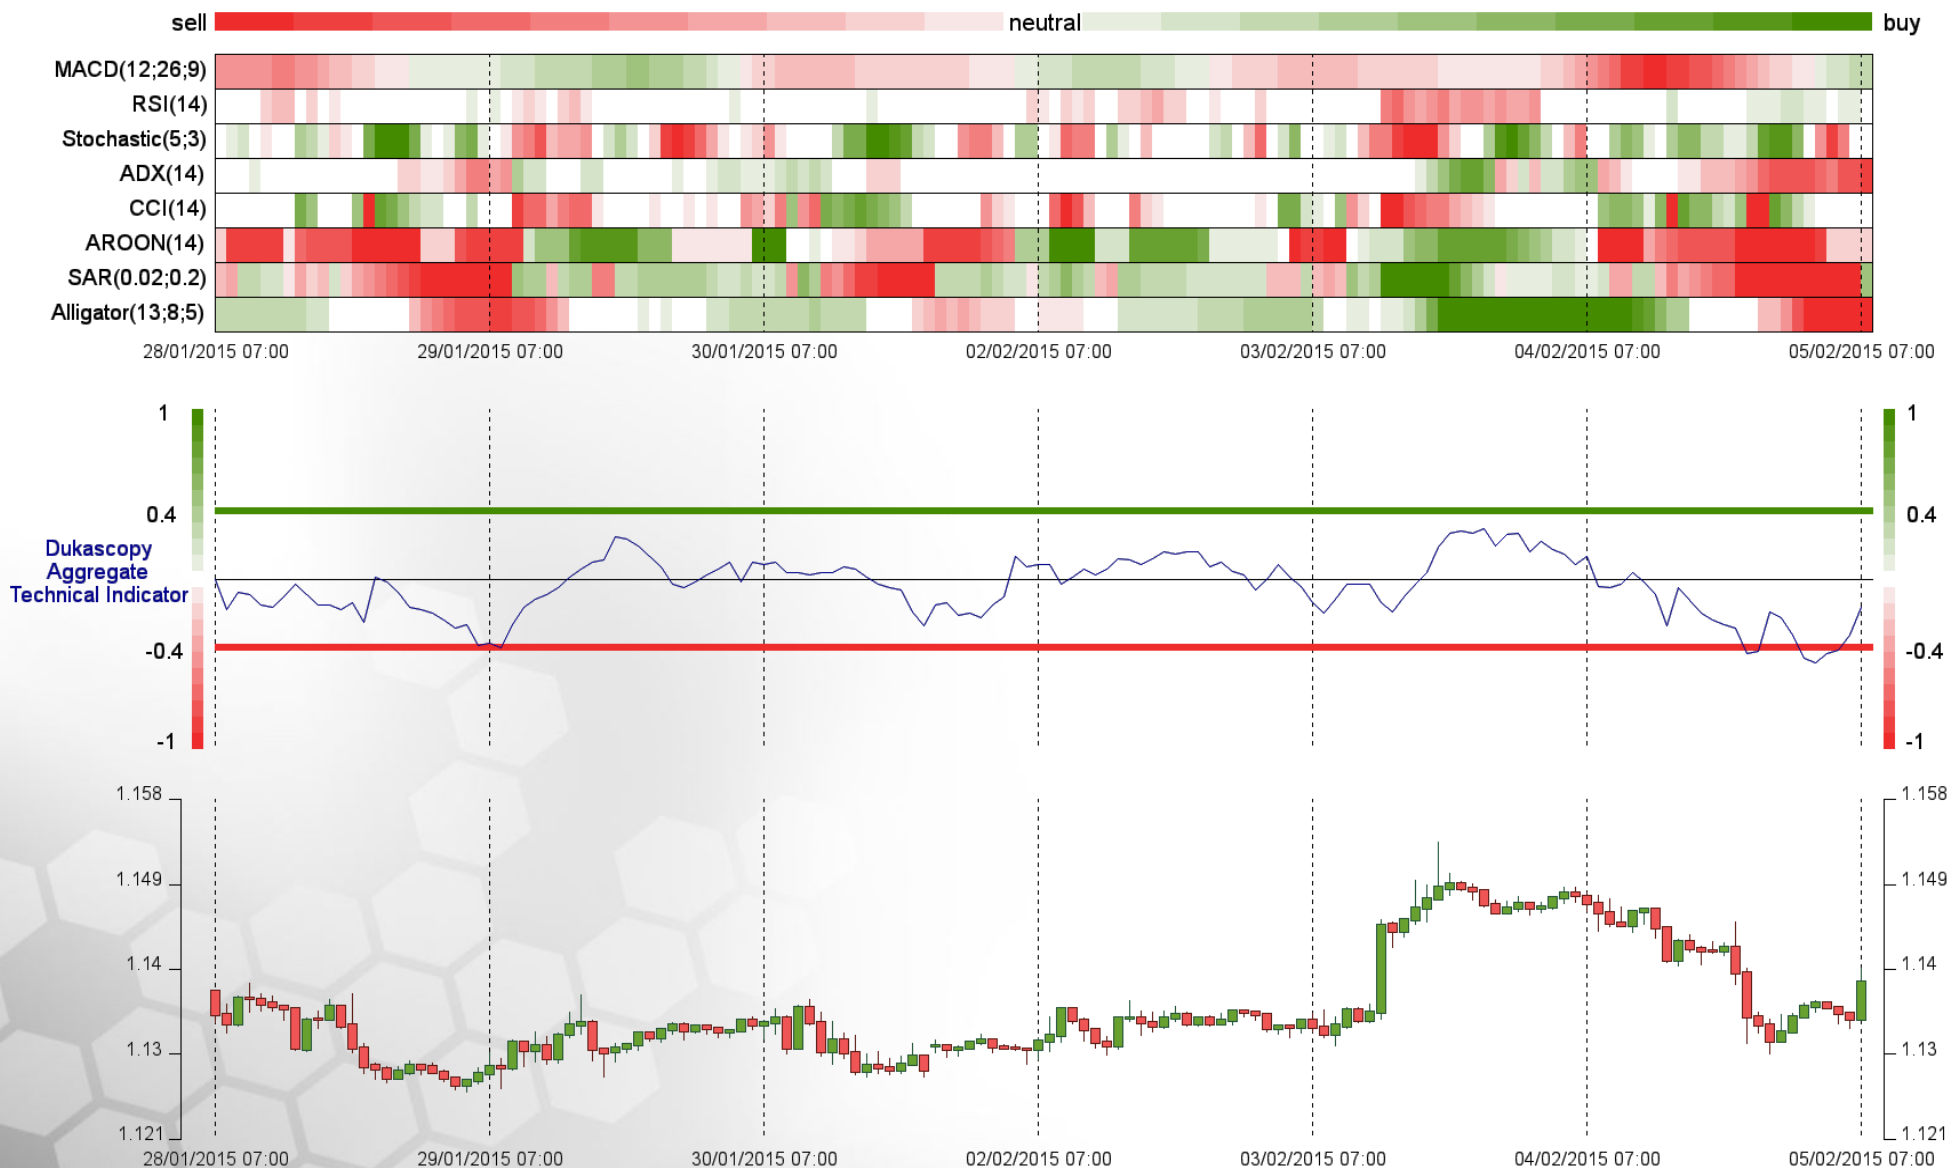 sell neutral buy
MACD(12;26;9)
RSI(14)
Stochastic(5;3)
ADX(14)
CCI(14)
AROON(14)
SAR(0.02;0.2)
Alligator(13;8;5)
28/01/2015 07:00 29/01/2015 07:00 30/01/2015 07:00 02/02/2015 07:00 03/02/2015 07:00 04/02/2015 07:00 05/02/2015 07:00
1 1
0.4 0.4
Dukascopy
Aggregate
Technical Indicator
-0.4 -0.4
-1 -1
1.158 1.158
1.149 1.149
1.14 1.14
1.13 1.13
1.121 1.121
28/01/2015 07:00 29/01/2015 07:00 30/01/2015 07:00 02/02/2015 07:00 03/02/2015 07:00 04/02/2015 07:00 05/02/2015 07:00